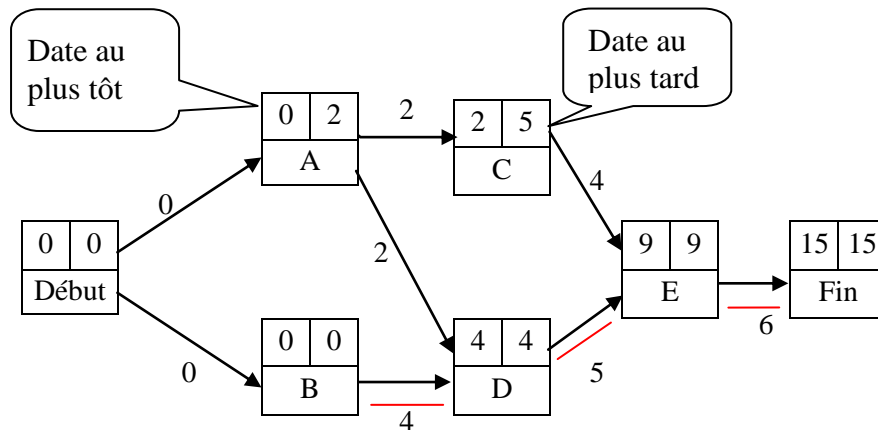 Date au
plus tôt
Date au
plus tard
0 2
A
2
2 5
C
0
4
0 0
Début
2
9 9
E
6
15 15
Fin
0
0 0
B
4
4 4
D
5